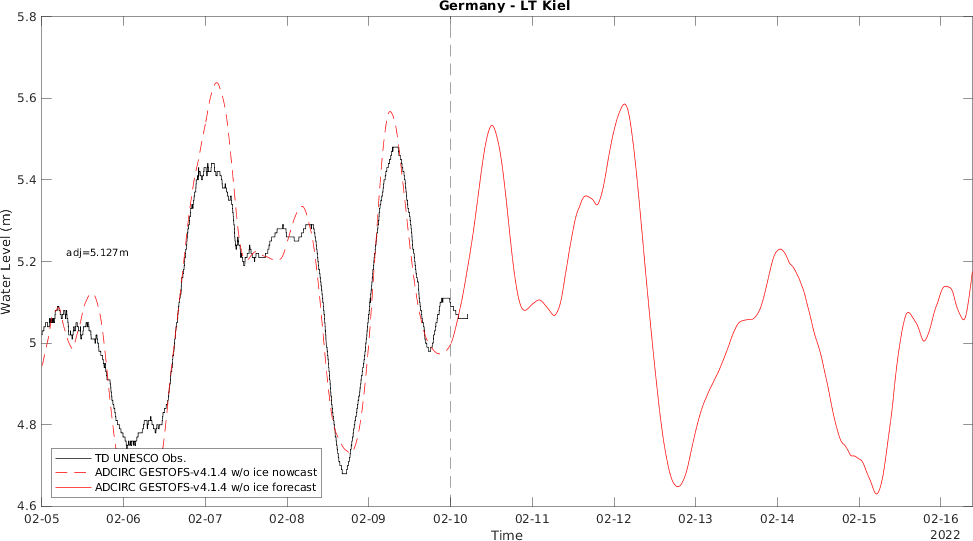 Germany - LT Kiel
5.8
5.6
5.4
5.2
5
4.8
4.6
Water Level (m)
adj=5.127m
TD UNESCO Obs.
ADCIRC GESTOFS-v4.1.4 w/o ice nowcast
ADCIRC GESTOFS-v4.1.4 w/o ice forecast
02-05 02-06 02-07 02-08 02-09 02-10 02-11 02-12 02-13 02-14 02-15 02-16
Time
2022